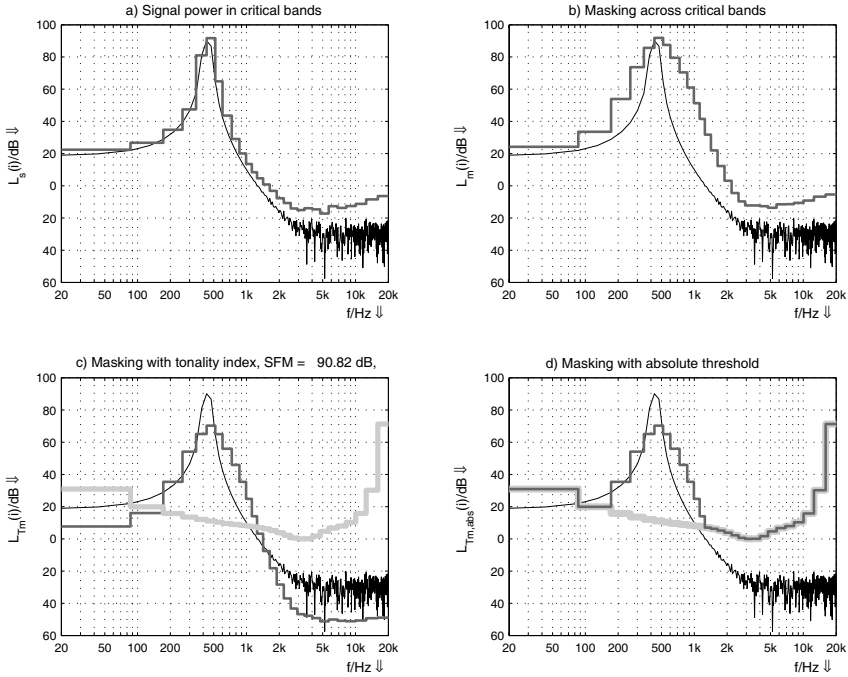 a) Signal power in critical bands
100
80
60
40
20
0
20
40
60
20 50 100 200 500 1k 2k 5k 10k 20k
f/Hz ⇓
L_s(i)/dB ⇓
b) Masking across critical bands
100
80
60
40
20
0
20
40
60
20 50 100 200 500 1k 2k 5k 10k 20k
f/Hz ⇓
L_m(i)/dB ⇓
c) Masking with tonality index, SFM = 90.82 dB,
100
80
60
40
20
0
20
40
60
20 50 100 200 500 1k 2k 5k 10k 20k
f/Hz ⇓
L_Tm(i)/dB ⇓
d) Masking with absolute threshold
100
80
60
40
20
0
20
40
60
20 50 100 200 500 1k 2k 5k 10k 20k
f/Hz ⇓
L_Tm,abs(i)/dB ⇓